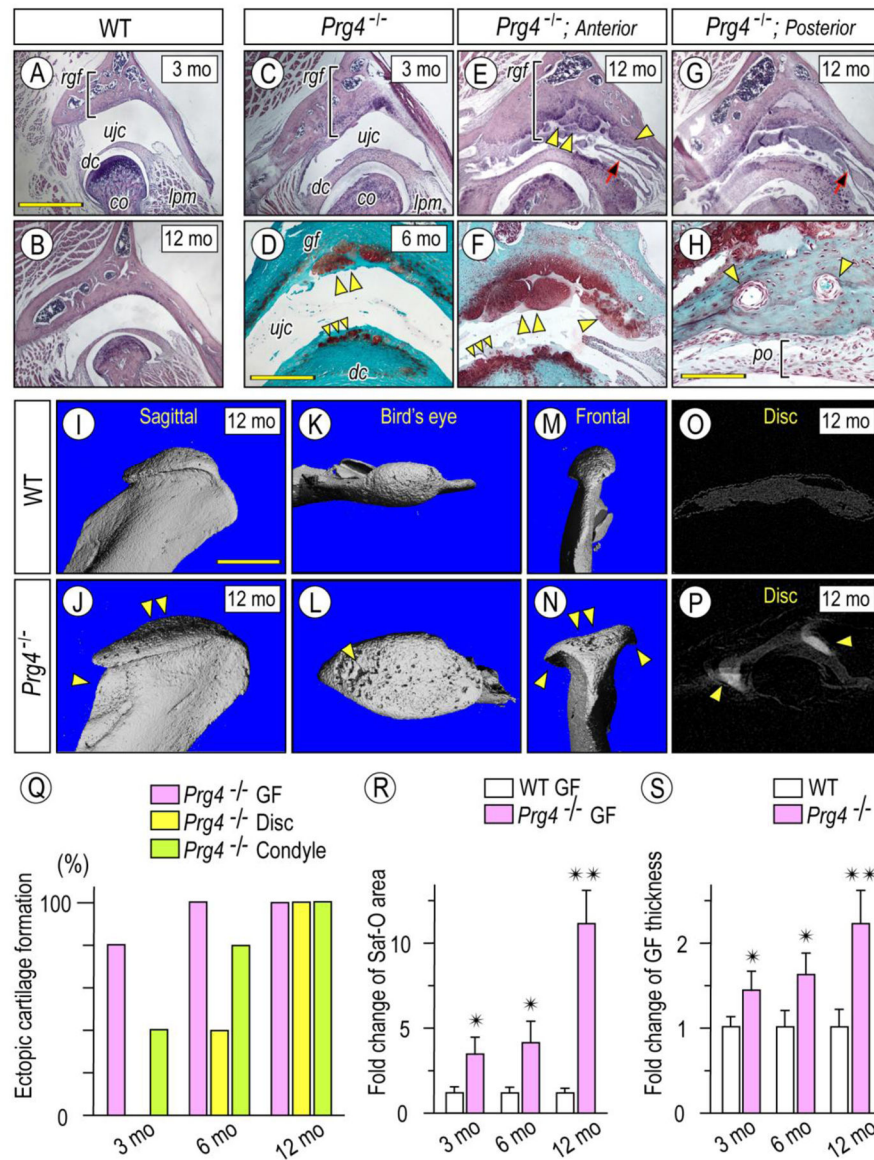 WT
Prg4 -/-
Prg4 -/-; Anterior
Prg4 -/-; Posterior
A
rgf
3 mo
ujc
dc
co
lpm
C
rgf
3 mo
ujc
dc
co
lpm
E
rgf
12 mo
G
12 mo
B
12 mo
D
gf
6 mo
ujc
dc
F
H
po
WT
I
Sagittal
12 mo
K
Bird's eye
M
Frontal
O
Disc
12 mo
Prg4 -/-
J
12 mo
L
N
P
Disc
12 mo
Q
Prg4 -/- GF
Prg4 -/- Disc
Prg4 -/- Condyle
(%)
Ectopic cartilage formation
100
0
3 mo
6 mo
12 mo
R
WT GF
Prg4 -/- GF
Fold change of Saf-O area
10
5
0
✴
✴
✴✴
3 mo
6 mo
12 mo
S
WT
Prg4 -/-
Fold change of GF thickness
2
1
0
✴
✴
✴✴
3 mo
6 mo
12 mo